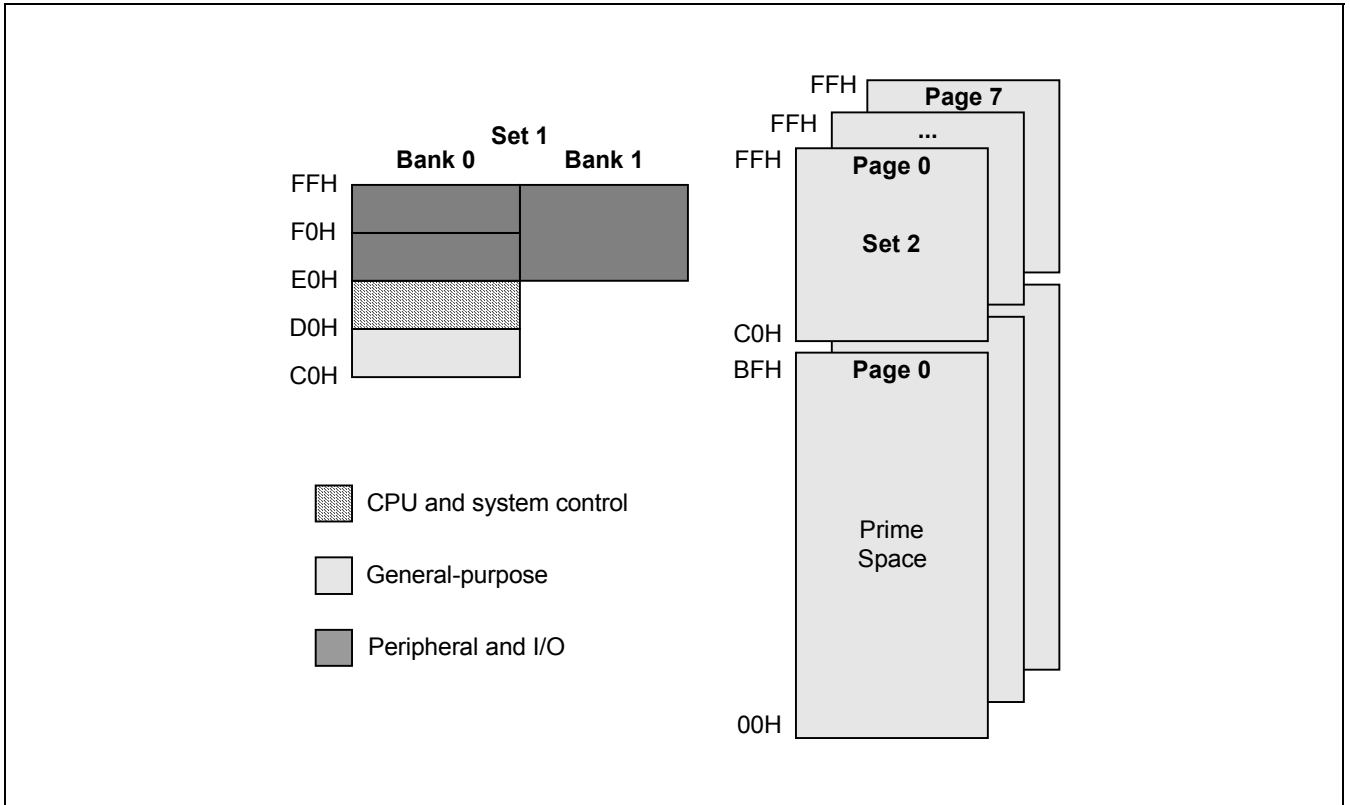 Set 1
Bank 0 Bank 1
FFH
F0H
E0H
D0H
C0H
CPU and system control
General-purpose
Peripheral and I/O
FFH Page 7
FFH ...
FFH Page 0
Set 2
C0H
BFH Page 0
Prime
Space
00H